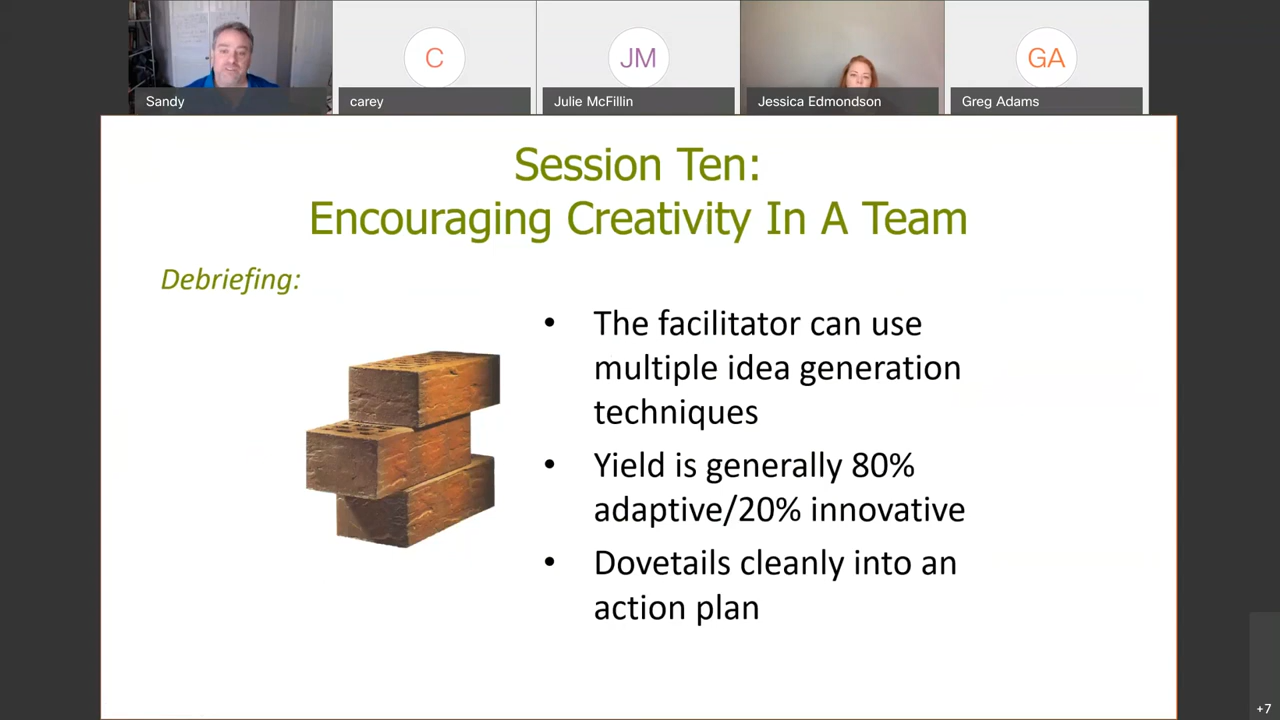 C
JM
GA
Sandy
carey
Julie McFillin
Jessica Edmondson
Greg Adams
Session Ten:
Encouraging Creativity In A Team
Debriefing:
• The facilitator can use
multiple idea generation
techniques
• Yield is generally 80%
adaptive/20% innovative
• Dovetails cleanly into an
action plan
+7